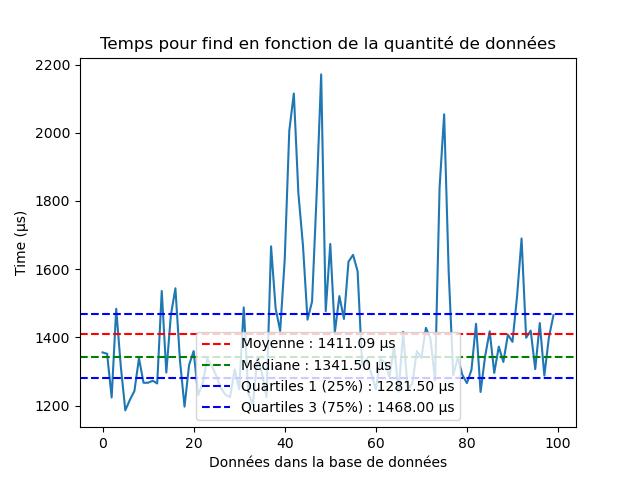 Temps pour find en fonction de la quantité de données
Time (µs)
2200
2000
1800
1600
1400
1200
Moyenne : 1411.09 µs
Médiane : 1341.50 µs
Quartiles 1 (25%) : 1281.50 µs
Quartiles 3 (75%) : 1468.00 µs
0 20 40 60 80 100
Données dans la base de données